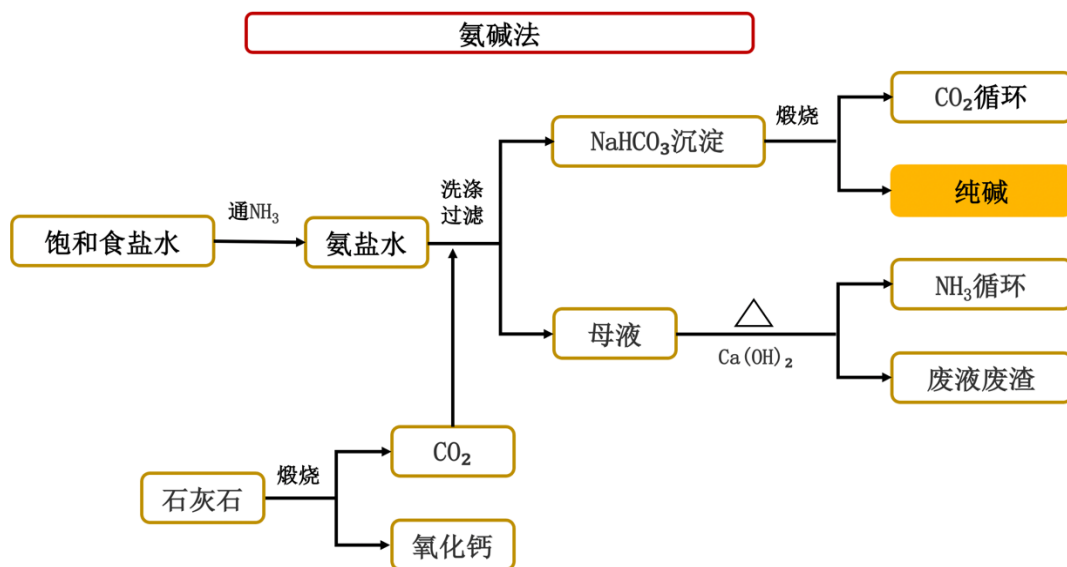 氨碱法
CO₂循环
煅烧
NaHCO₃沉淀
纯碱
洗涤
过滤
通NH₃
饱和食盐水
氨盐水
NH₃循环
母液
Ca(OH)₂
废液废渣
CO₂
煅烧
石灰石
氧化钙